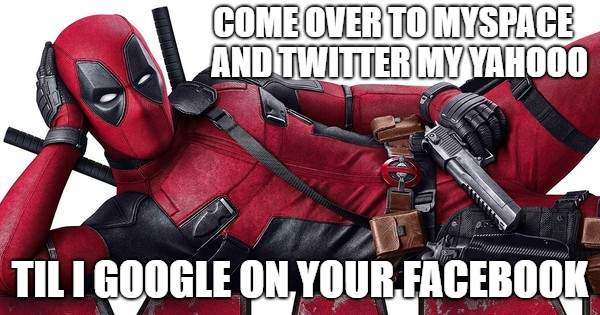 COME OVER TO MYSPACE
AND TWITTER MY YAHOOO
TIL I GOOGLE ON YOUR FACEBOOK